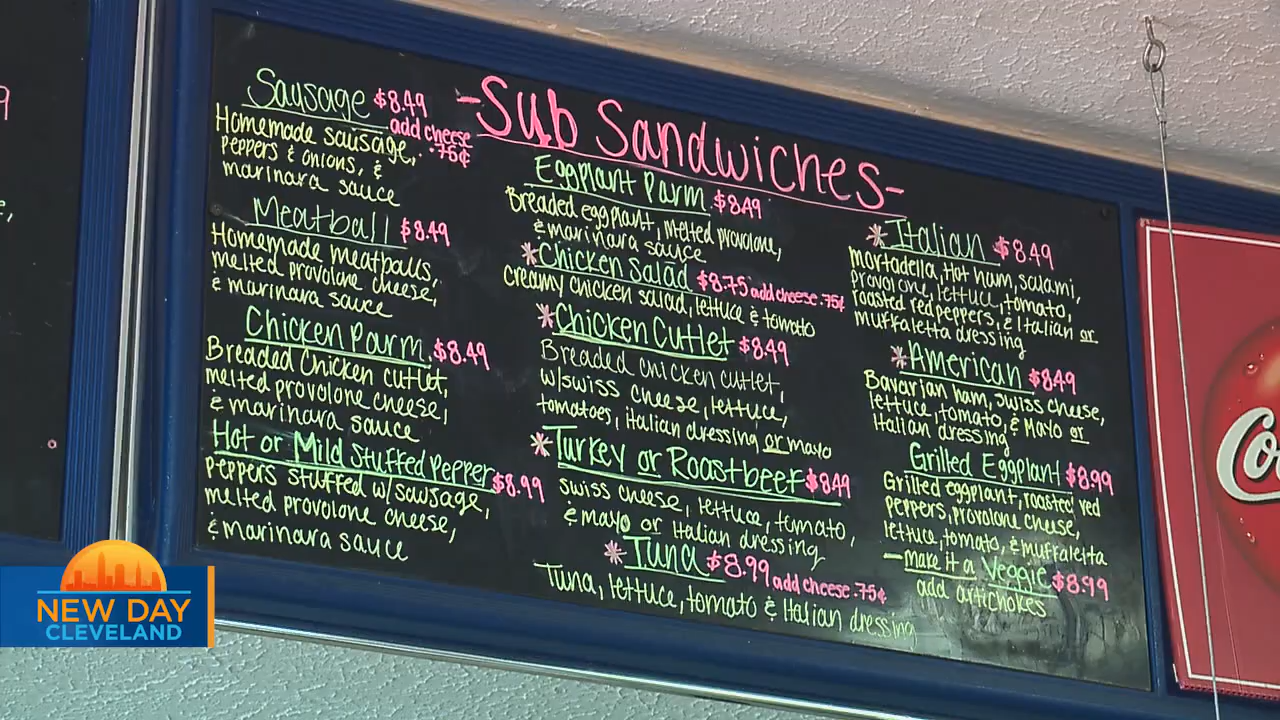 -Sub Sandwiches-
Sausage $8.49
add cheese
.75¢
Homemade sausage,
peppers & onions, &
marinara sauce
Meatball $8.49
Homemade meatballs,
melted provolone cheese,
& marinara sauce
Chicken Parm $8.49
Breaded Chicken cutlet,
melted provolone cheese,
& marinara sauce
Hot or Mild Stuffed Pepper $8.99
Peppers stuffed w/sausage,
melted provolone cheese,
& marinara sauce
Eggplant Parm $8.49
Breaded eggplant, melted provolone,
& marinara sauce
*Chicken Salad $8.75 add cheese .75¢
creamy chicken salad, lettuce & tomato
*Chicken Cutlet $8.49
Breaded chicken cutlet,
w/swiss cheese, lettuce,
tomatoes, italian dressing or mayo
*Turkey or Roastbeef $8.49
swiss cheese, lettuce, tomato,
& mayo or Italian dressing
*Tuna $8.99 add cheese .75¢
Tuna, lettuce, tomato & Italian dressing
*Italian $8.49
mortadella, Hot ham, salami,
provolone, lettuce, tomato,
roasted red peppers, & Italian or
muffaletta dressing
*American $8.49
Bavarian ham, swiss cheese,
lettuce, tomato, & mayo or
Italian dressing
Grilled Eggplant $8.99
Grilled eggplant, roasted red
peppers, provolone cheese,
lettuce, tomato, & muffaletta
-make it a Veggie $8.99
add artichokes
Co
NEW DAY
CLEVELAND